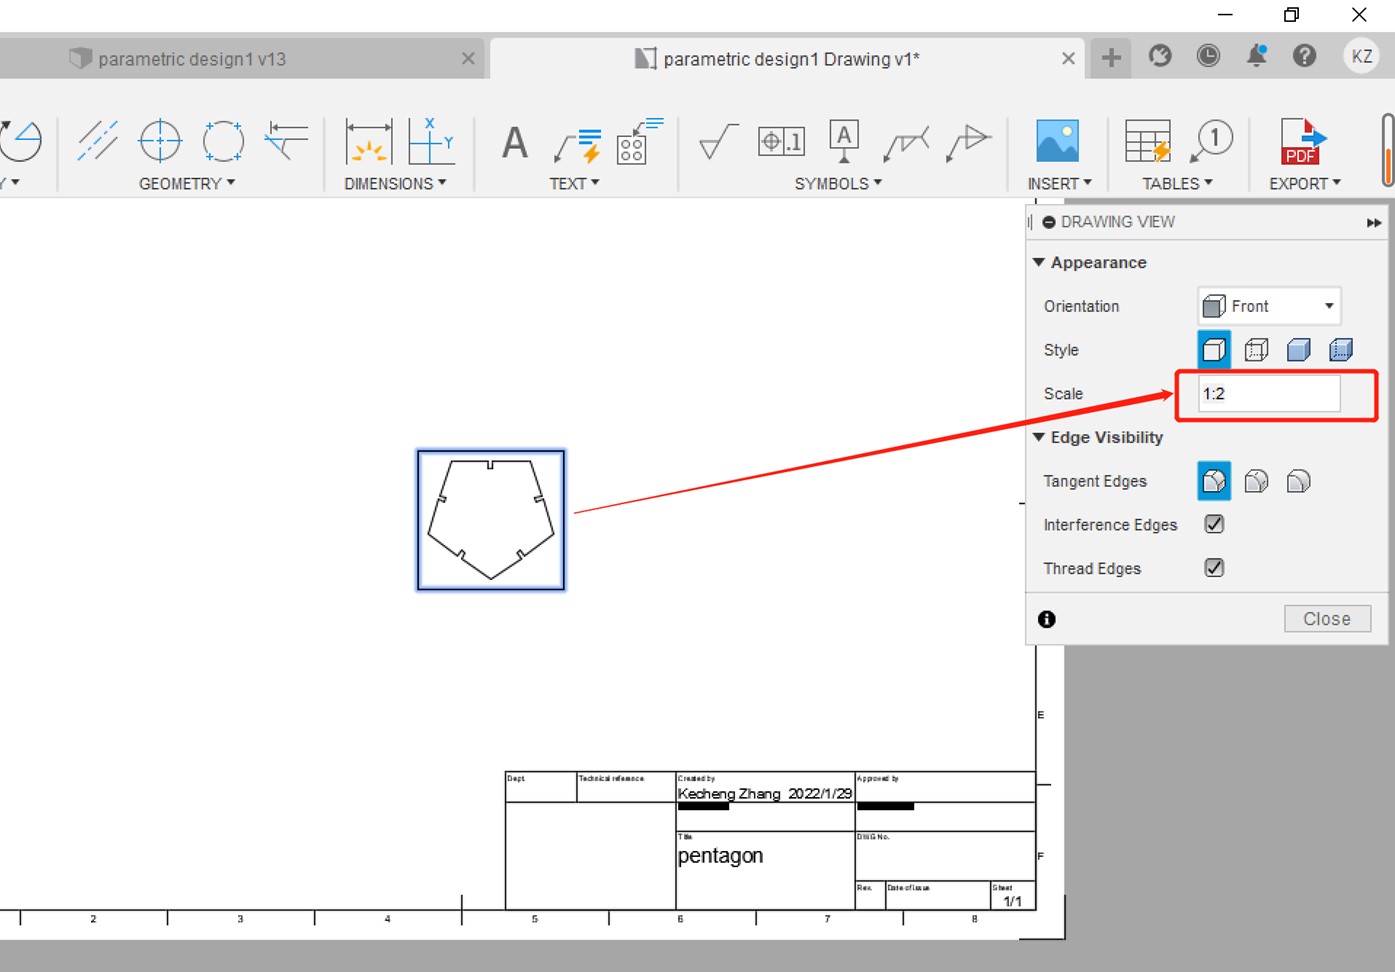 parametric design1 v13
parametric design1 Drawing v1*
KZ
X
Y
A
.1
A
1
PDF
Y
GEOMETRY
DIMENSIONS
TEXT
SYMBOLS
INSERT
TABLES
EXPORT
DRAWING VIEW
Appearance
Orientation
Front
Style
Scale
1:2
Edge Visibility
Tangent Edges
Interference Edges
Thread Edges
Close
E
F
Dept.
Technical reference
Created by
Approved by
Kecheng Zhang 2022/1/29
Title
DWG No.
pentagon
Rev.
Date of issue
Sheet
1/1
2
3
4
5
6
7
8